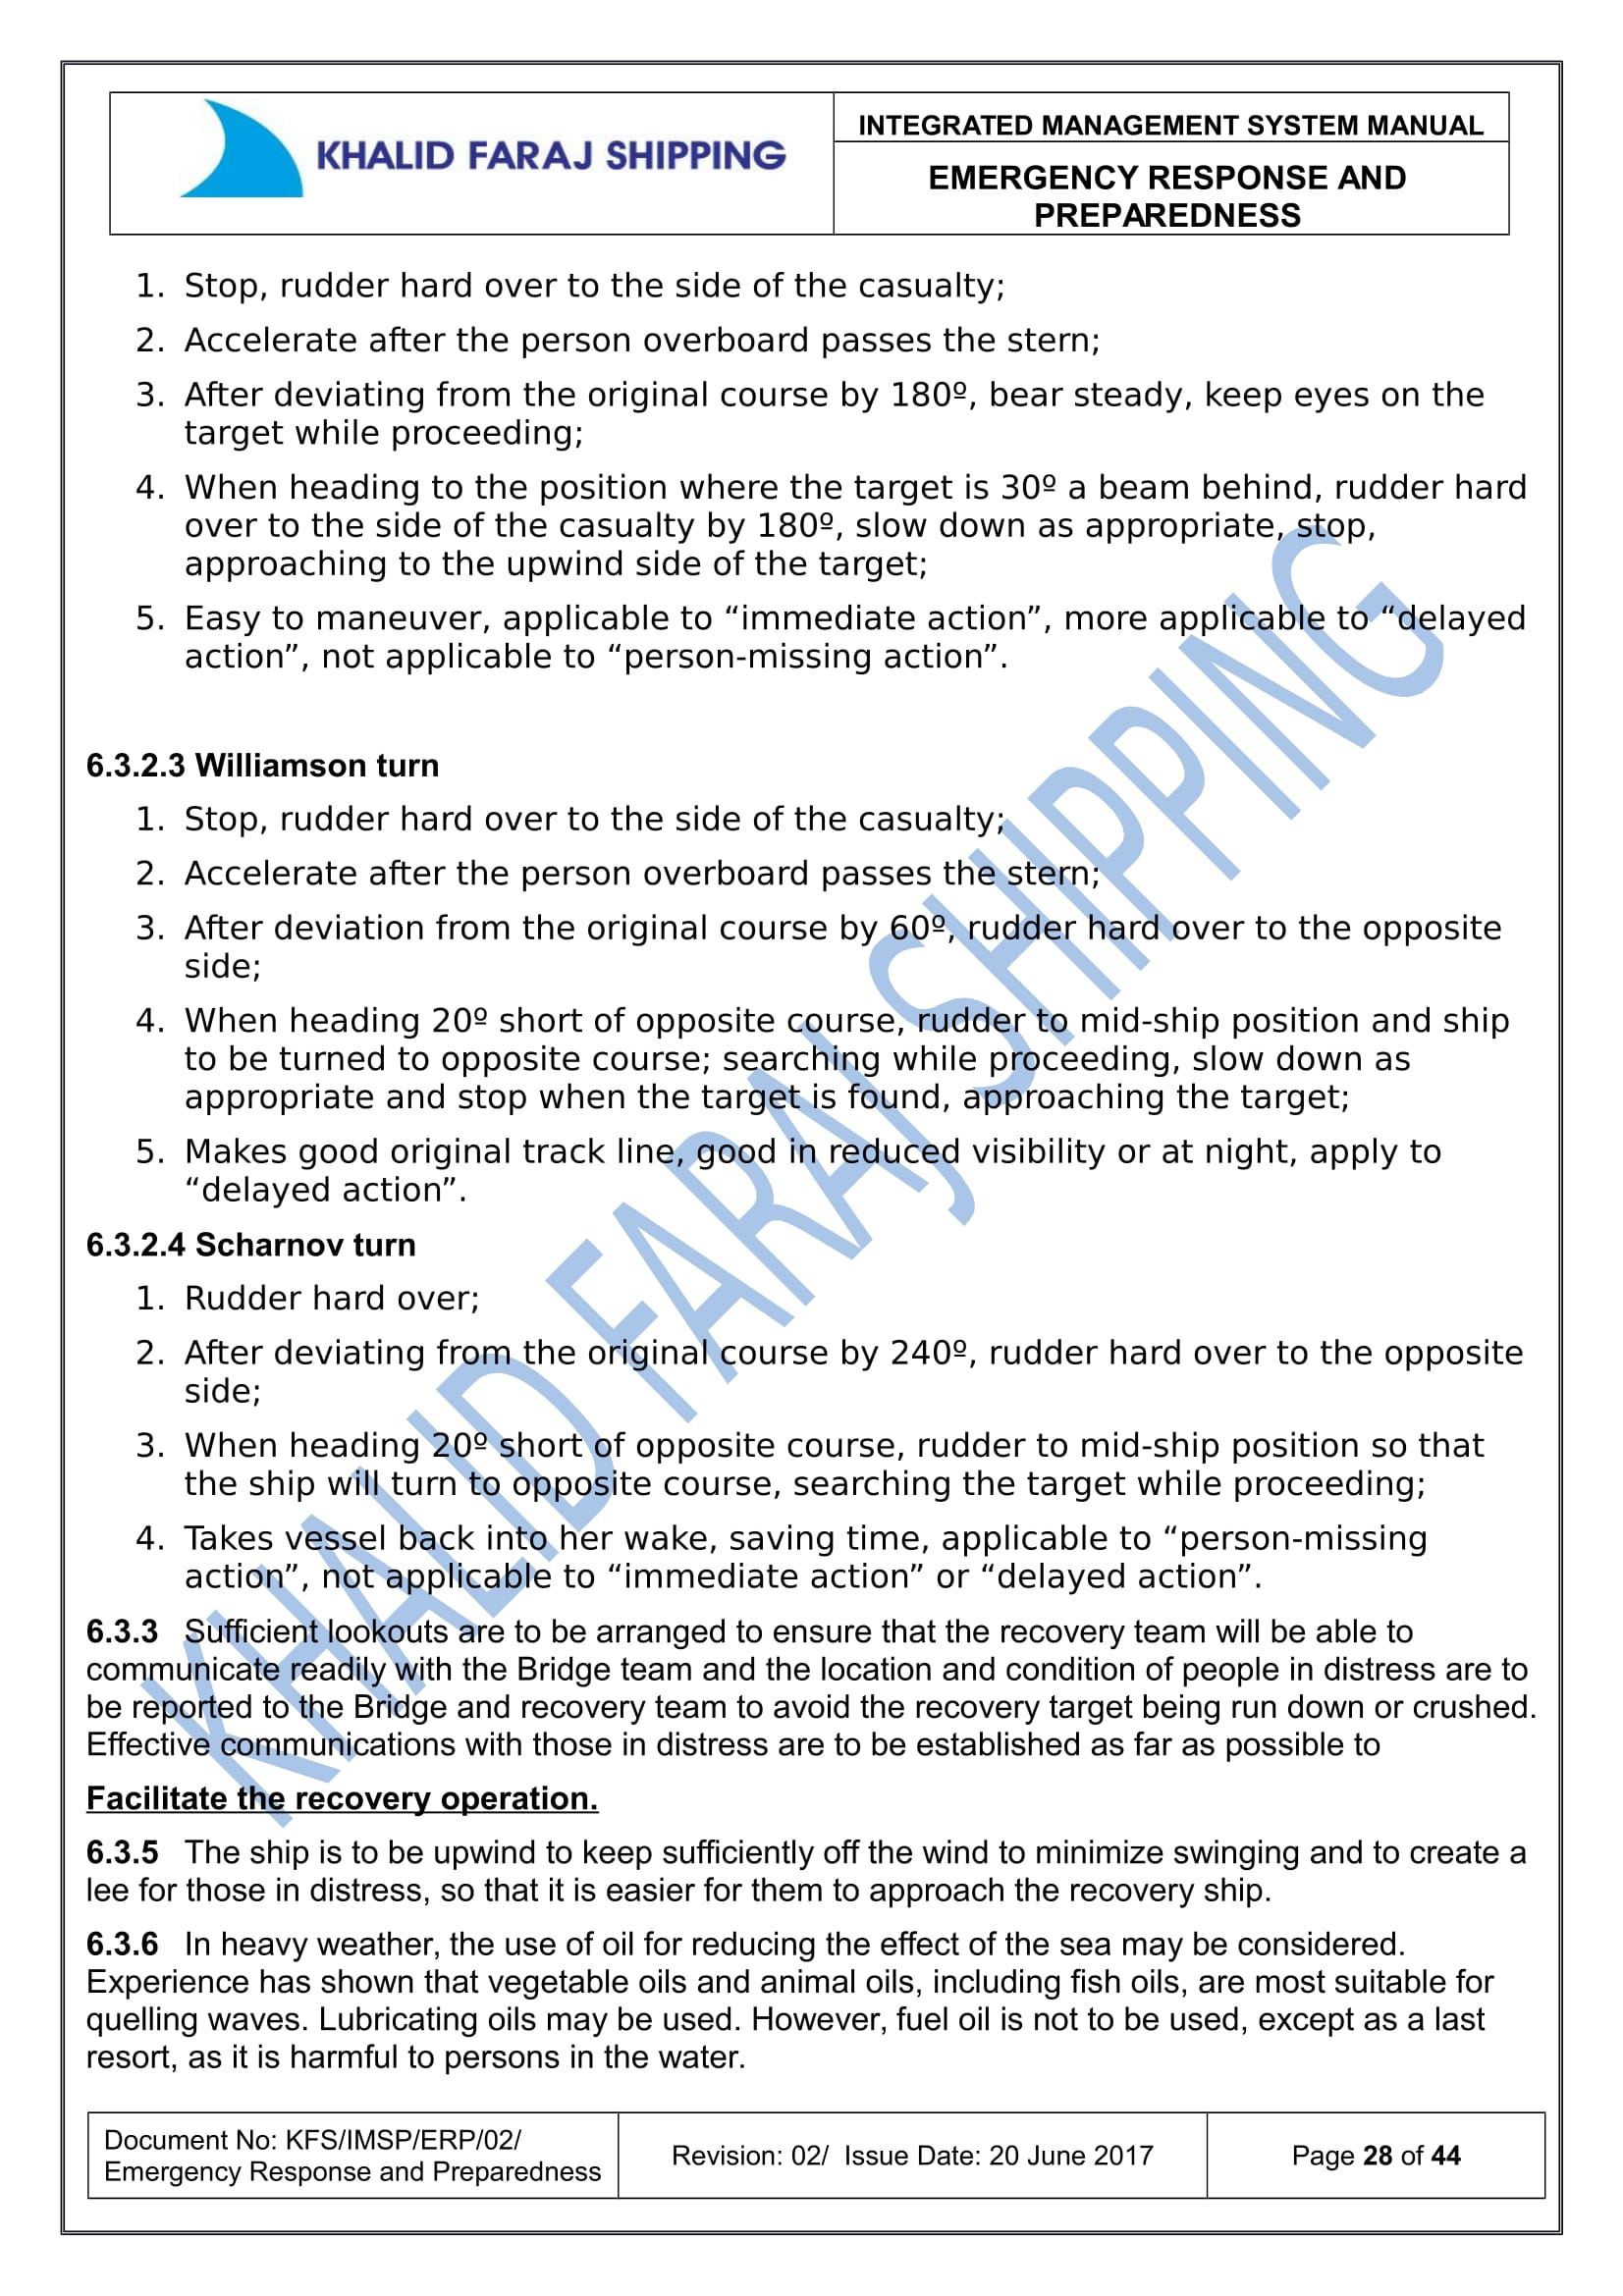 KHALID FARAJ SHIPPING
INTEGRATED MANAGEMENT SYSTEM MANUAL
EMERGENCY RESPONSE AND
PREPAREDNESS
1. Stop, rudder hard over to the side of the casualty;
2. Accelerate after the person overboard passes the stern;
3. After deviating from the original course by 180º, bear steady, keep eyes on the
target while proceeding;
4. When heading to the position where the target is 30º a beam behind, rudder hard
over to the side of the casualty by 180º, slow down as appropriate, stop,
approaching to the upwind side of the target;
5. Easy to maneuver, applicable to “immediate action”, more applicable to “delayed
action”, not applicable to “person-missing action”.
6.3.2.3 Williamson turn
1. Stop, rudder hard over to the side of the casualty;
2. Accelerate after the person overboard passes the stern;
3. After deviation from the original course by 60º, rudder hard over to the opposite
side;
4. When heading 20º short of opposite course, rudder to mid-ship position and ship
to be turned to opposite course; searching while proceeding, slow down as
appropriate and stop when the target is found, approaching the target;
5. Makes good original track line, good in reduced visibility or at night, apply to
“delayed action”.
6.3.2.4 Scharnov turn
1. Rudder hard over;
2. After deviating from the original course by 240º, rudder hard over to the opposite
side;
3. When heading 20º short of opposite course, rudder to mid-ship position so that
the ship will turn to opposite course, searching the target while proceeding;
4. Takes vessel back into her wake, saving time, applicable to “person-missing
action”, not applicable to “immediate action” or “delayed action”.
6.3.3 Sufficient lookouts are to be arranged to ensure that the recovery team will be able to
communicate readily with the Bridge team and the location and condition of people in distress are to
be reported to the Bridge and recovery team to avoid the recovery target being run down or crushed.
Effective communications with those in distress are to be established as far as possible to
Facilitate the recovery operation.
6.3.5 The ship is to be upwind to keep sufficiently off the wind to minimize swinging and to create a
lee for those in distress, so that it is easier for them to approach the recovery ship.
6.3.6 In heavy weather, the use of oil for reducing the effect of the sea may be considered.
Experience has shown that vegetable oils and animal oils, including fish oils, are most suitable for
quelling waves. Lubricating oils may be used. However, fuel oil is not to be used, except as a last
resort, as it is harmful to persons in the water.
KHALID FARAJ SHIPPING
Document No: KFS/IMSP/ERP/02/
Emergency Response and Preparedness
Revision: 02/ Issue Date: 20 June 2017
Page 28 of 44